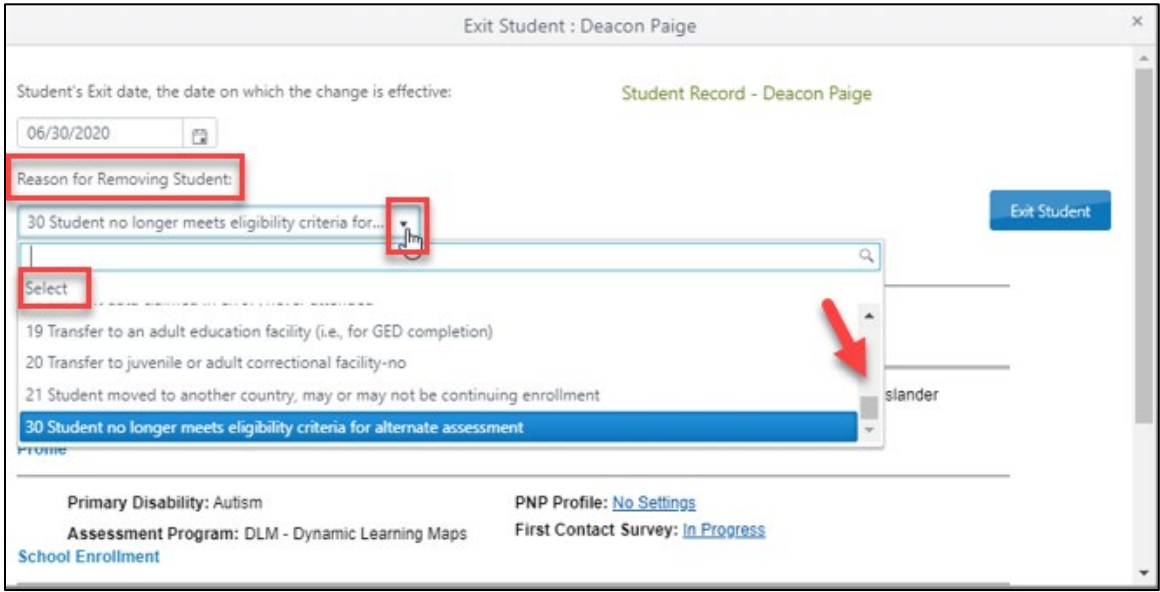 Exit Student : Deacon Paige
Student's Exit date, the date on which the change is effective:
Student Record - Deacon Paige
06/30/2020
Reason for Removing Student:
30 Student no longer meets eligibility criteria for...
Exit Student
Select
19 Transfer to an adult education facility (i.e., for GED completion)
20 Transfer to juvenile or adult correctional facility-no
21 Student moved to another country, may or may not be continuing enrollment
slander
30 Student no longer meets eligibility criteria for alternate assessment
Profile
Primary Disability: Autism
PNP Profile: No Settings
Assessment Program: DLM - Dynamic Learning Maps
First Contact Survey: In Progress
School Enrollment